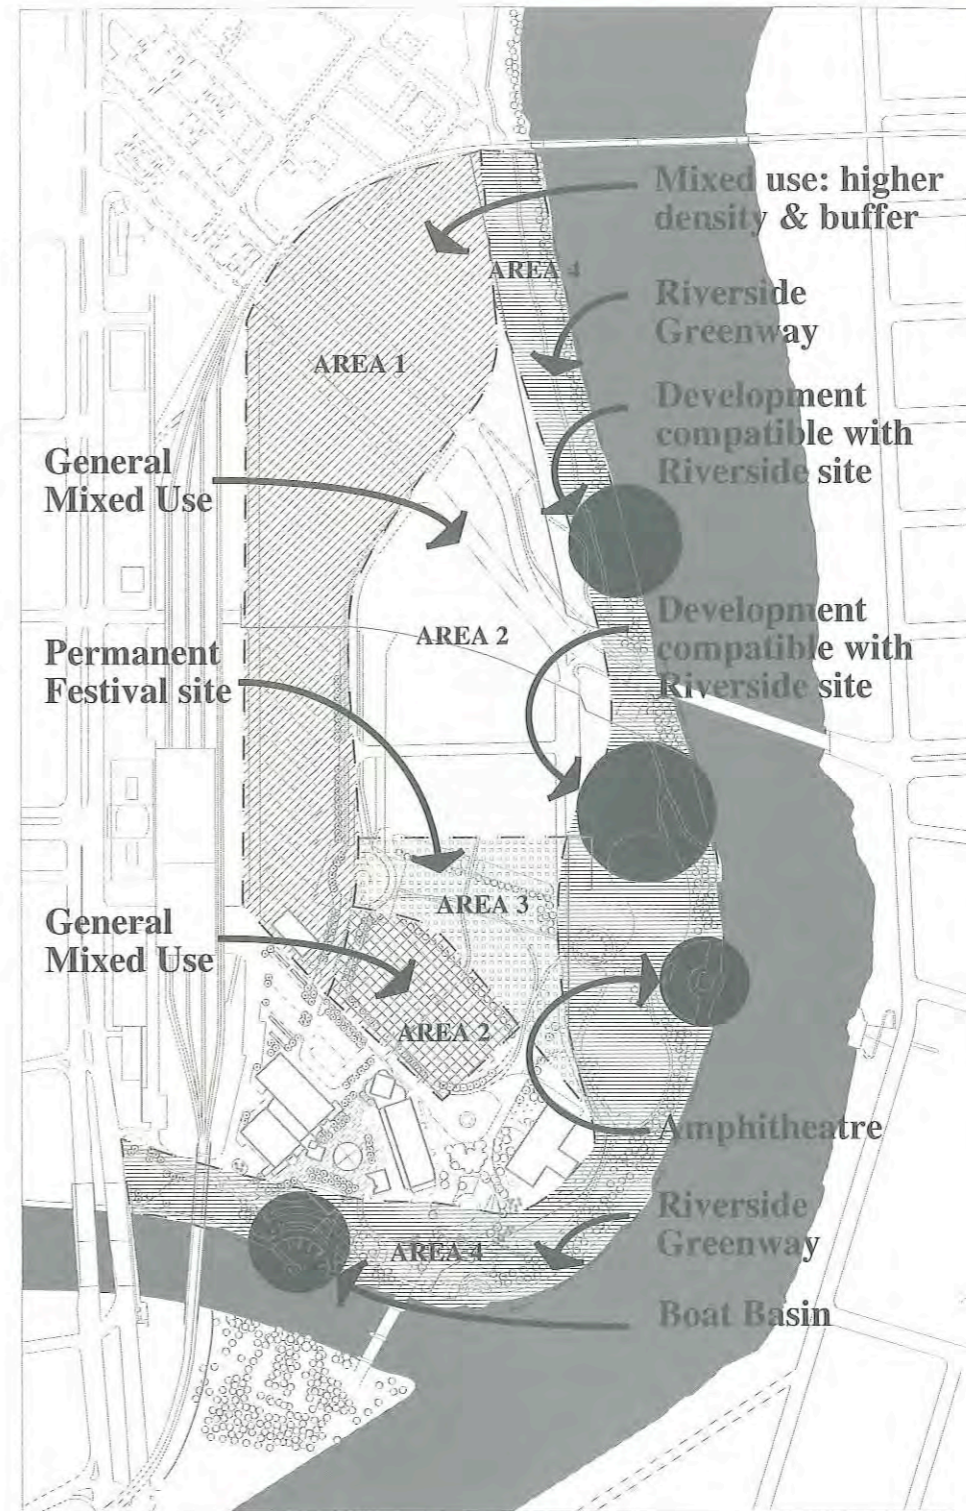 Mixed use: higher
density & buffer
AREA 4
Riverside
Greenway
AREA 1
Development
compatible with
Riverside site
General
Mixed Use
Development
compatible with
Riverside site
AREA 2
Permanent
Festival site
AREA 3
General
Mixed Use
AREA 2
Amphitheatre
Riverside
Greenway
AREA 4
Boat Basin